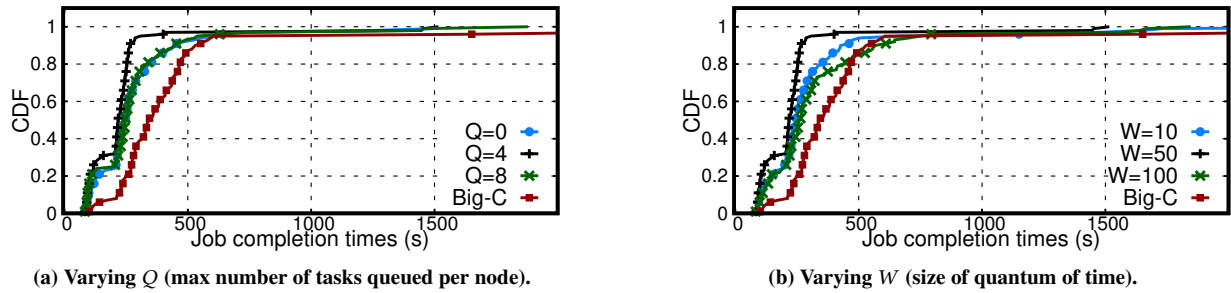 1
0.8
0.6
0.4
0.2
0
CDF
Q=0
Q=4
Q=8
Big-C
500
1000
1500
Job completion times (s)
(a) Varying Q (max number of tasks queued per node).
1
0.8
0.6
0.4
0.2
0
CDF
W=10
W=50
W=100
Big-C
500
1000
1500
Job completion times (s)
(b) Varying W (size of quantum of time).